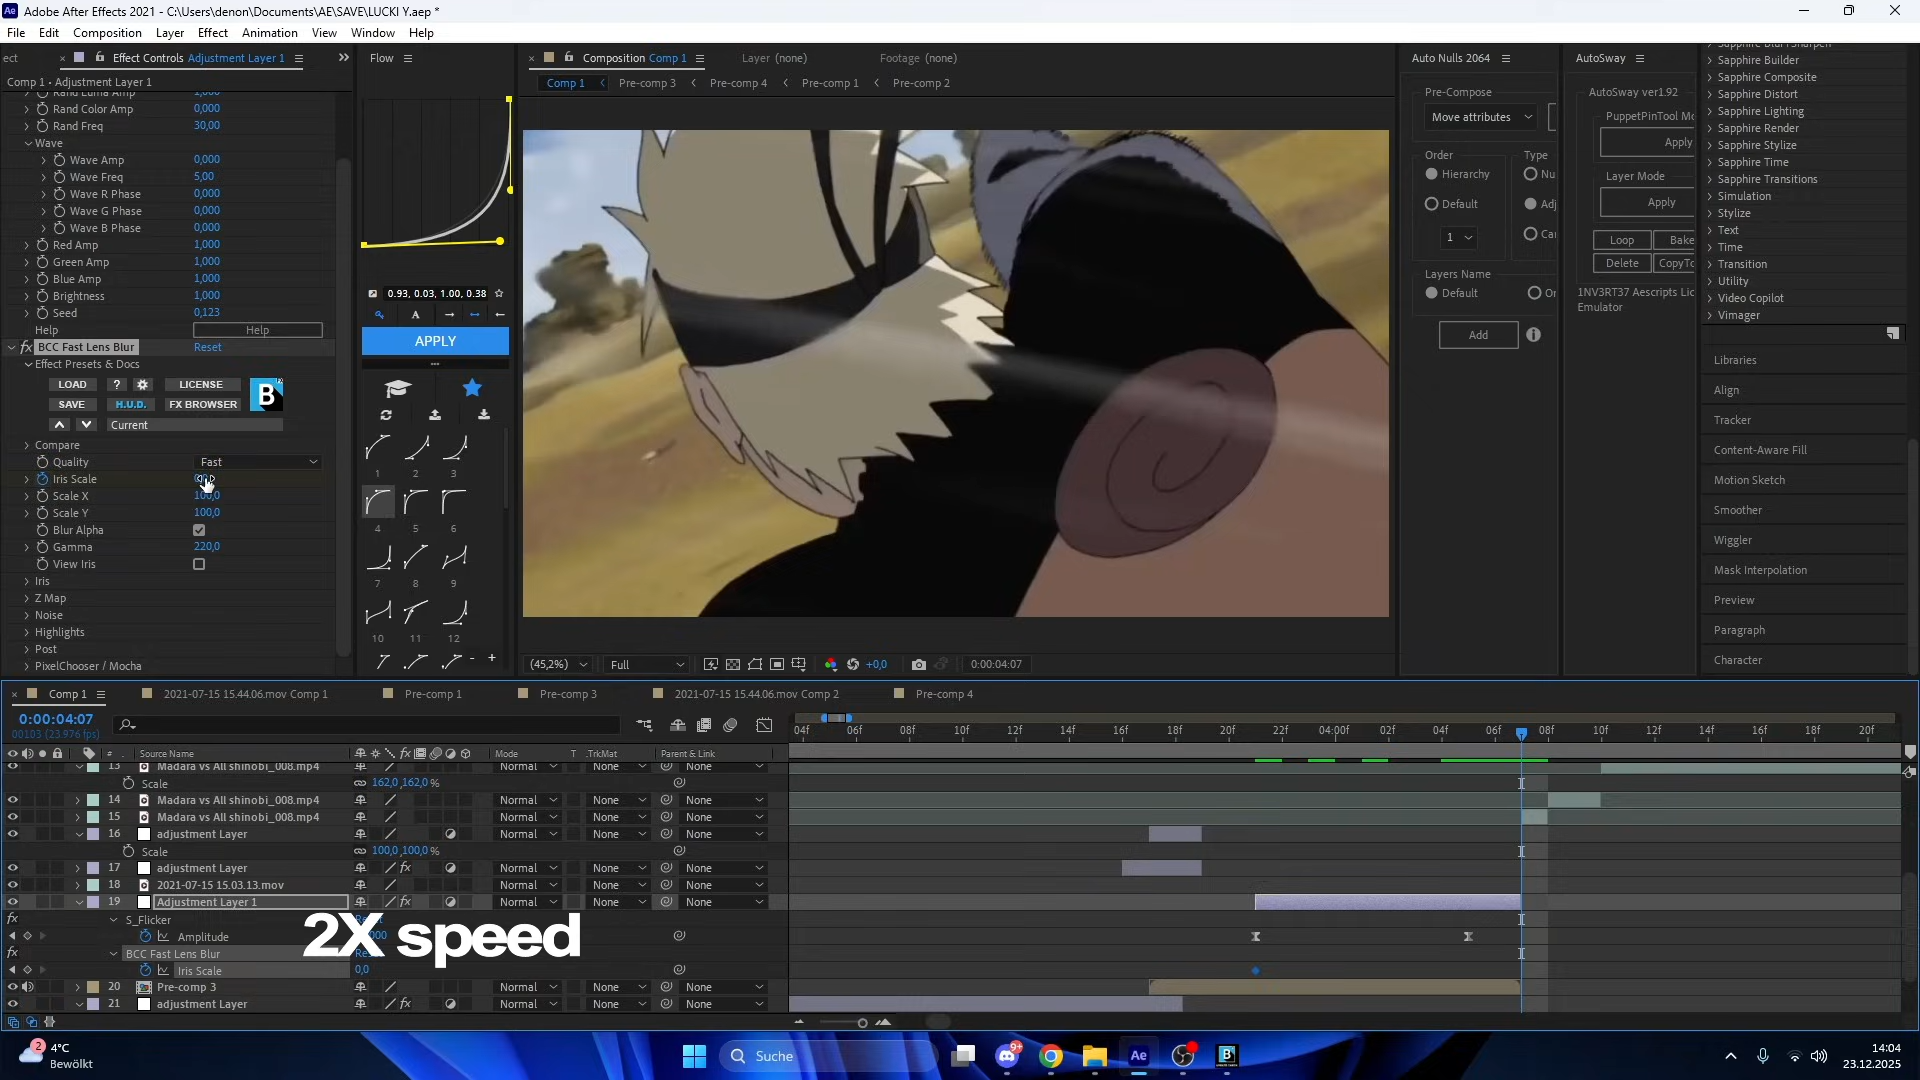 Adobe After Effects 2021 - C:\Users\denon\Documents\AE\SAVE\LUCKI Y.aep *
File Edit Composition Layer Effect Animation View Window Help
ect Effect Controls Adjustment Layer 1
Comp 1 • Adjustment Layer 1
Rand Luma Amp 1,000
Rand Color Amp 0,000
Rand Freq 30,00
Wave
Wave Amp 0,000
Wave Freq 5,00
Wave R Phase 0,000
Wave G Phase 0,000
Wave B Phase 0,000
Red Amp 1,000
Green Amp 1,000
Blue Amp 1,000
Brightness 1,000
Seed 0,123
Help Help
fx BCC Fast Lens Blur Reset
Effect Presets & Docs
LOAD ? LICENSE
SAVE H.U.D. FX BROWSER
B
Current
Compare
Quality Fast
Iris Scale
Scale X 100,0
Scale Y 100,0
Blur Alpha
Gamma 220,0
View Iris
Iris
Z Map
Noise
Highlights
Post
PixelChooser / Mocha
Flow
0.93, 0.03, 1.00, 0.38
A
APPLY
1 2 3
4 5 6
7 8 9
10 11 12
- +
Composition Comp 1 Layer (none) Footage (none)
Comp 1 Pre-comp 3 Pre-comp 4 Pre-comp 1 Pre-comp 2
(45,2%) Full +0,0 0:00:04:07
Auto Nulls 2064
Pre-Compose
Move attributes
Order Type
Hierarchy Nu
Default Adj
1 Ca
Layers Name
Default Or
Add
AutoSway
AutoSway ver1.92
PuppetPinTool Mo
Apply
Layer Mode
Apply
Loop Bake
Delete CopyTo
1NV3RT37 Aescripts Lic
Emulator
Sapphire Blur+Sharpen
Sapphire Builder
Sapphire Composite
Sapphire Distort
Sapphire Lighting
Sapphire Render
Sapphire Stylize
Sapphire Time
Sapphire Transitions
Simulation
Stylize
Text
Time
Transition
Utility
Video Copilot
Vimager
Libraries
Align
Tracker
Content-Aware Fill
Motion Sketch
Smoother
Wiggler
Mask Interpolation
Preview
Paragraph
Character
Comp 1 2021-07-15 15.44.06.mov Comp 1 Pre-comp 1 Pre-comp 3 2021-07-15 15.44.06.mov Comp 2 Pre-comp 4
0:00:04:07
00103 (23.976 fps)
04f 06f 08f 10f 12f 14f 16f 18f 20f 22f 04:00f 02f 04f 06f 08f 10f 12f 14f 16f 18f 20f
# Source Name fx Mode T .TrkMat Parent & Link
13 Madara vs All shinobi_008.mp4 Normal None None
Scale 162,0,162,0%
14 Madara vs All shinobi_008.mp4 Normal None None
15 Madara vs All shinobi_008.mp4 Normal None None
16 adjustment Layer Normal None None
Scale 100,0,100,0%
17 adjustment Layer fx Normal None None
18 2021-07-15 15.03.13.mov Normal None None
19 Adjustment Layer 1 fx Normal None None
fx S_Flicker
Amplitude
fx BCC Fast Lens Blur
Iris Scale 0,0
20 Pre-comp 3 Normal None None
21 adjustment Layer fx Normal None None
2X speed
2
4°C
Bewölkt
Suche
9+
Ae
B
14:04
23.12.2025